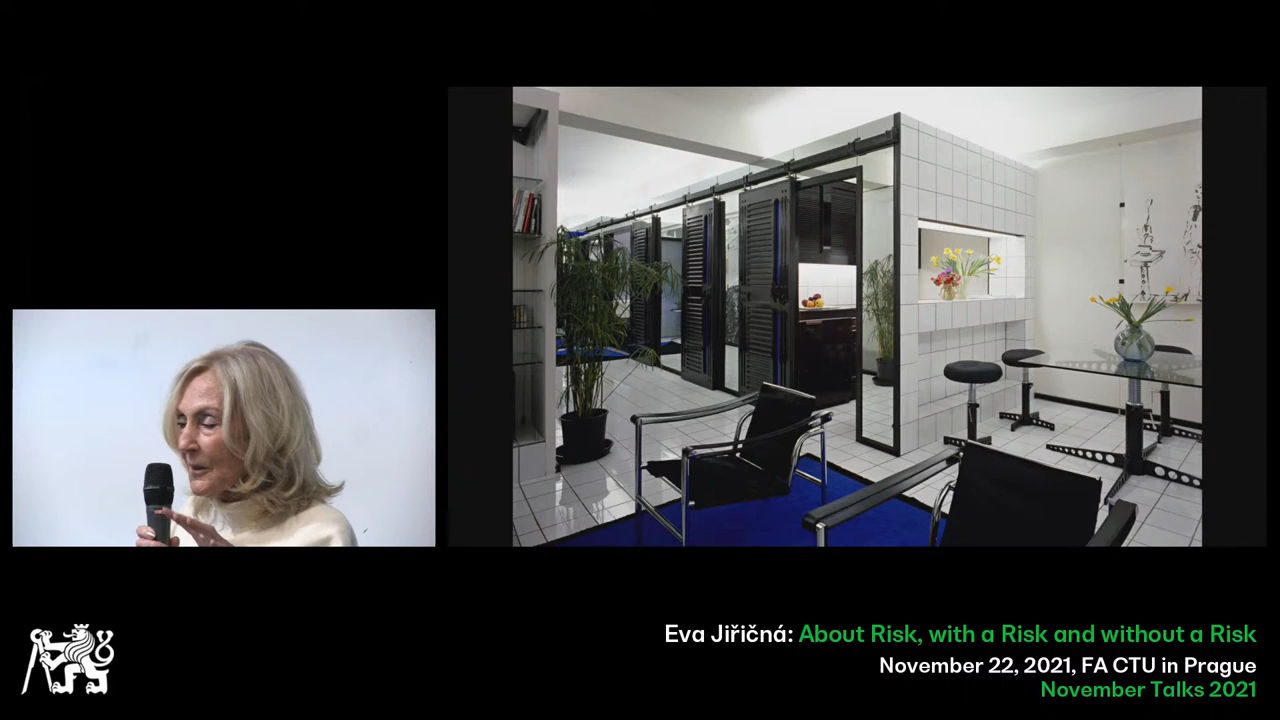 Eva Jiřičná: About Risk, with a Risk and without a Risk
November 22, 2021, FA CTU in Prague
November Talks 2021